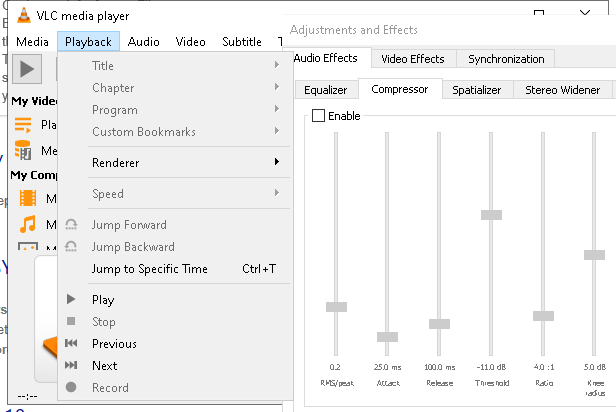 VLC media player
Media Playback Audio Video Subtitle
Title
Chapter
Program
Custom Bookmarks
Renderer
Speed
Jump Forward
Jump Backward
Jump to Specific Time Ctrl+T
Play
Stop
Previous
Next
Record
My Vide
Pla
Me
My Comp
M
M
--:--
Adjustments and Effects
Audio Effects Video Effects Synchronization
Equalizer Compressor Spatializer Stereo Widener
Enable
0.2 25.0 ms 100.0 ms -11.0 dB 4.0 :1 5.0 dB
RMS/peak Attack Release Threshold Ratio Knee
radius